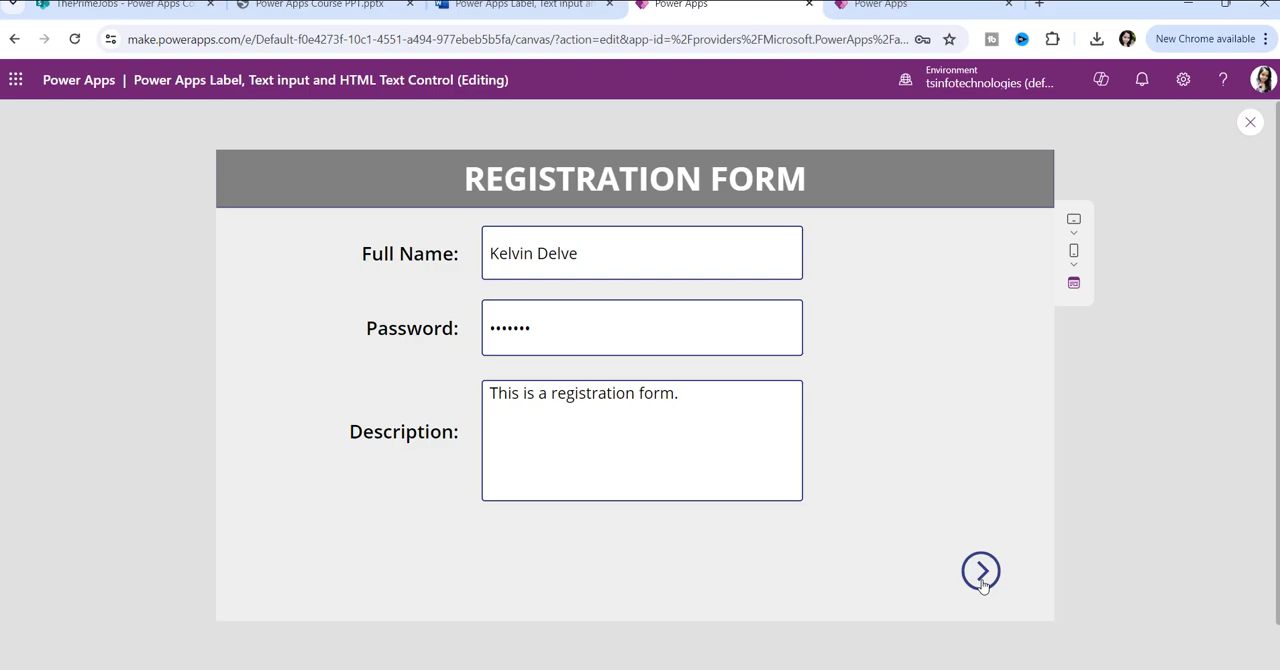 ThePrimeJobs - Power Apps Co
Power Apps Course PPT.pptx
Power Apps Label, Text input an
Power Apps
Power Apps
make.powerapps.com/e/Default-f0e4273f-10c1-4551-a494-977ebeb5b5fa/canvas/?action=edit&app-id=%2Fproviders%2FMicrosoft.PowerApps%2Fa...
New Chrome available
Power Apps | Power Apps Label, Text input and HTML Text Control (Editing)
Environment
tsinfotechnologies (def...
REGISTRATION FORM
Full Name:
Kelvin Delve
Password:
•••••••
Description:
This is a registration form.